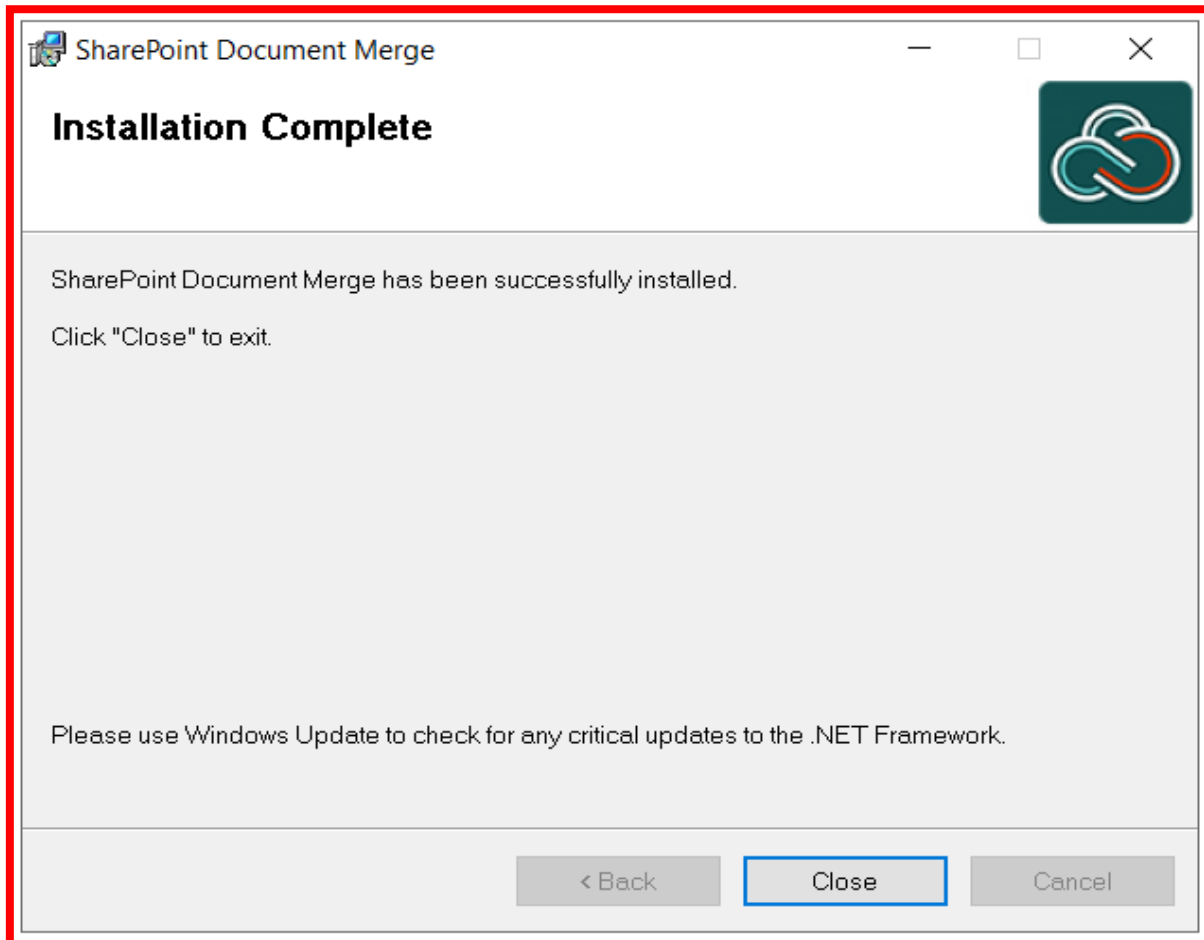 SharePoint Document Merge
Installation Complete
SharePoint Document Merge has been successfully installed.
Click "Close" to exit.
Please use Windows Update to check for any critical updates to the .NET Framework.
< Back
Close
Cancel